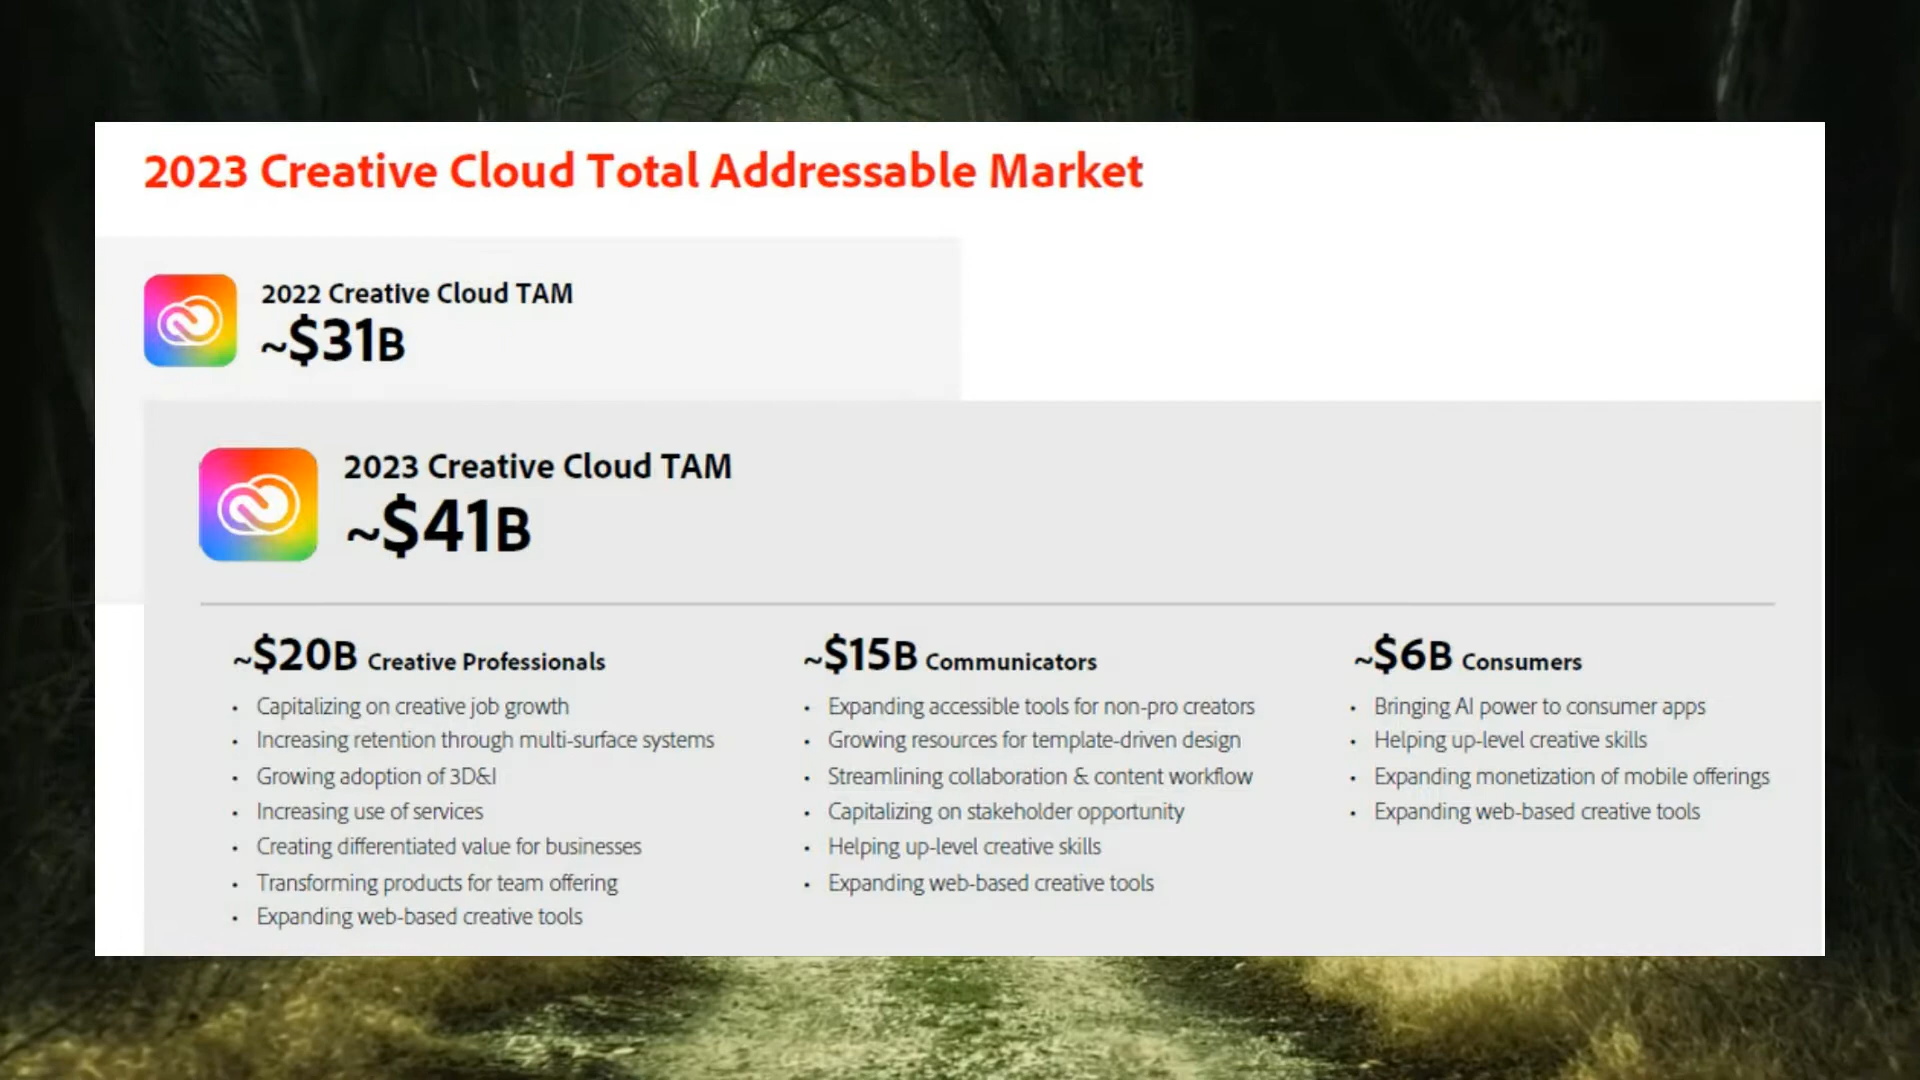 2023 Creative Cloud Total Addressable Market
2022 Creative Cloud TAM
~$31B
2023 Creative Cloud TAM
~$41B
~$20B Creative Professionals
• Capitalizing on creative job growth
• Increasing retention through multi-surface systems
• Growing adoption of 3D&I
• Increasing use of services
• Creating differentiated value for businesses
• Transforming products for team offering
• Expanding web-based creative tools
~$15B Communicators
• Expanding accessible tools for non-pro creators
• Growing resources for template-driven design
• Streamlining collaboration & content workflow
• Capitalizing on stakeholder opportunity
• Helping up-level creative skills
• Expanding web-based creative tools
~$6B Consumers
• Bringing AI power to consumer apps
• Helping up-level creative skills
• Expanding monetization of mobile offerings
• Expanding web-based creative tools